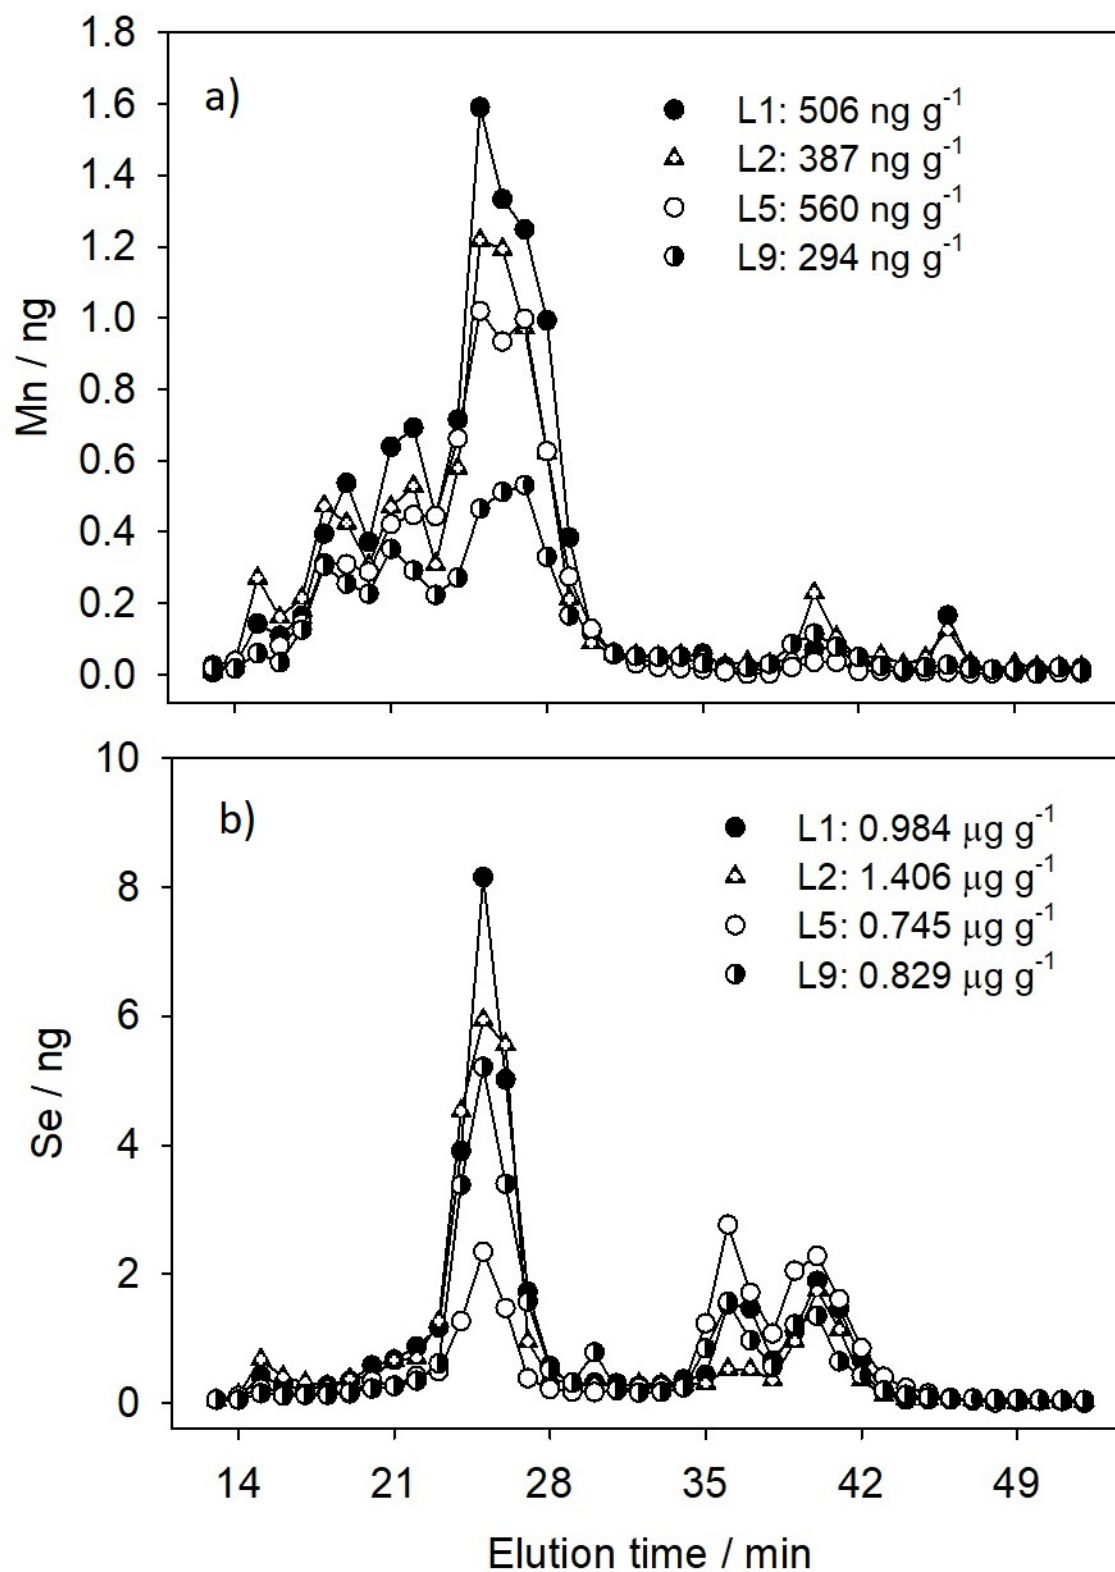 1.8
a)
1.6
1.4
1.2
1.0
0.8
0.6
0.4
0.2
0.0
Mn / ng
L1: 506 ng g⁻¹
L2: 387 ng g⁻¹
L5: 560 ng g⁻¹
L9: 294 ng g⁻¹
10
b)
8
6
4
2
0
Se / ng
L1: 0.984 μg g⁻¹
L2: 1.406 μg g⁻¹
L5: 0.745 μg g⁻¹
L9: 0.829 μg g⁻¹
14 21 28 35 42 49
Elution time / min